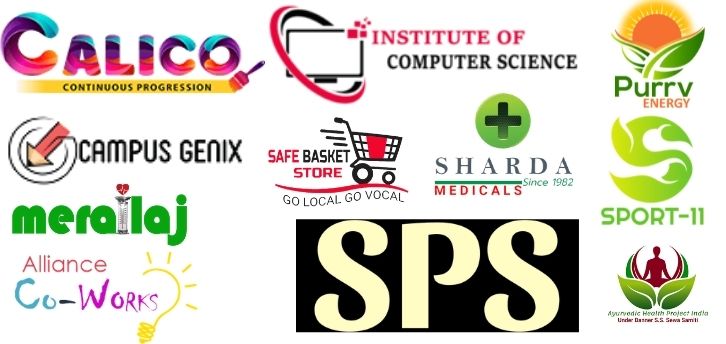 CALICO
CONTINUOUS PROGRESSION
INSTITUTE OF
COMPUTER SCIENCE
Purrv
ENERGY
CAMPUS GENIX
SAFE BASKET
STORE
GO LOCAL GO VOCAL
SHARDA
Since 1982
MEDICALS
SPORT-11
meraIlaj
Alliance
Co-Works
SPS
Ayurvedic Health Project India
Under Banner S.S. Sewa Samiti